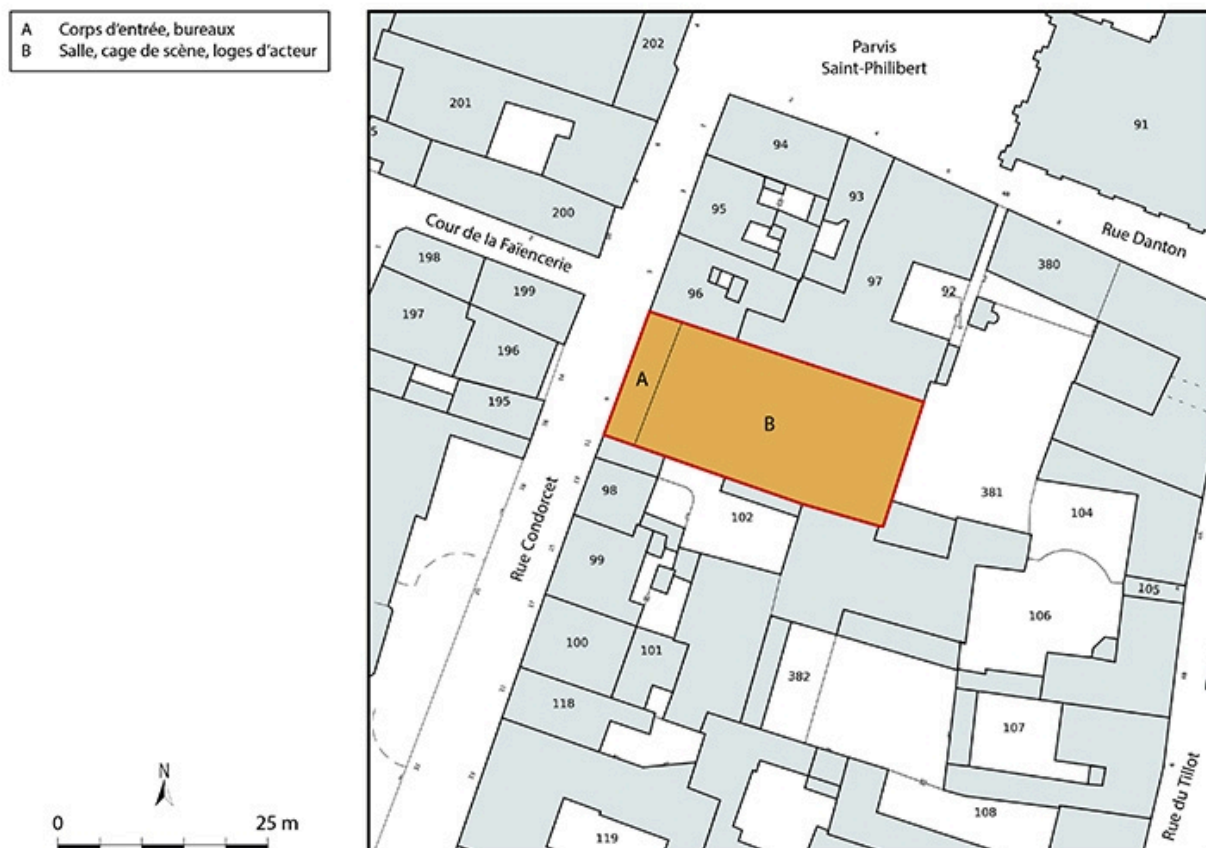 A Corps d'entrée, bureaux
B Salle, cage de scène, loges d'acteur
Parvis
Saint-Philibert
202
201
91
94
93
95
200
Cour de la Faïencerie
Rue Danton
198
199
380
97
92
96
197
196
A
195
B
98
102
381
104
Rue Condorcet
99
105
106
100
101
382
118
107
108
119
Rue du Tillot
N
0 25 m